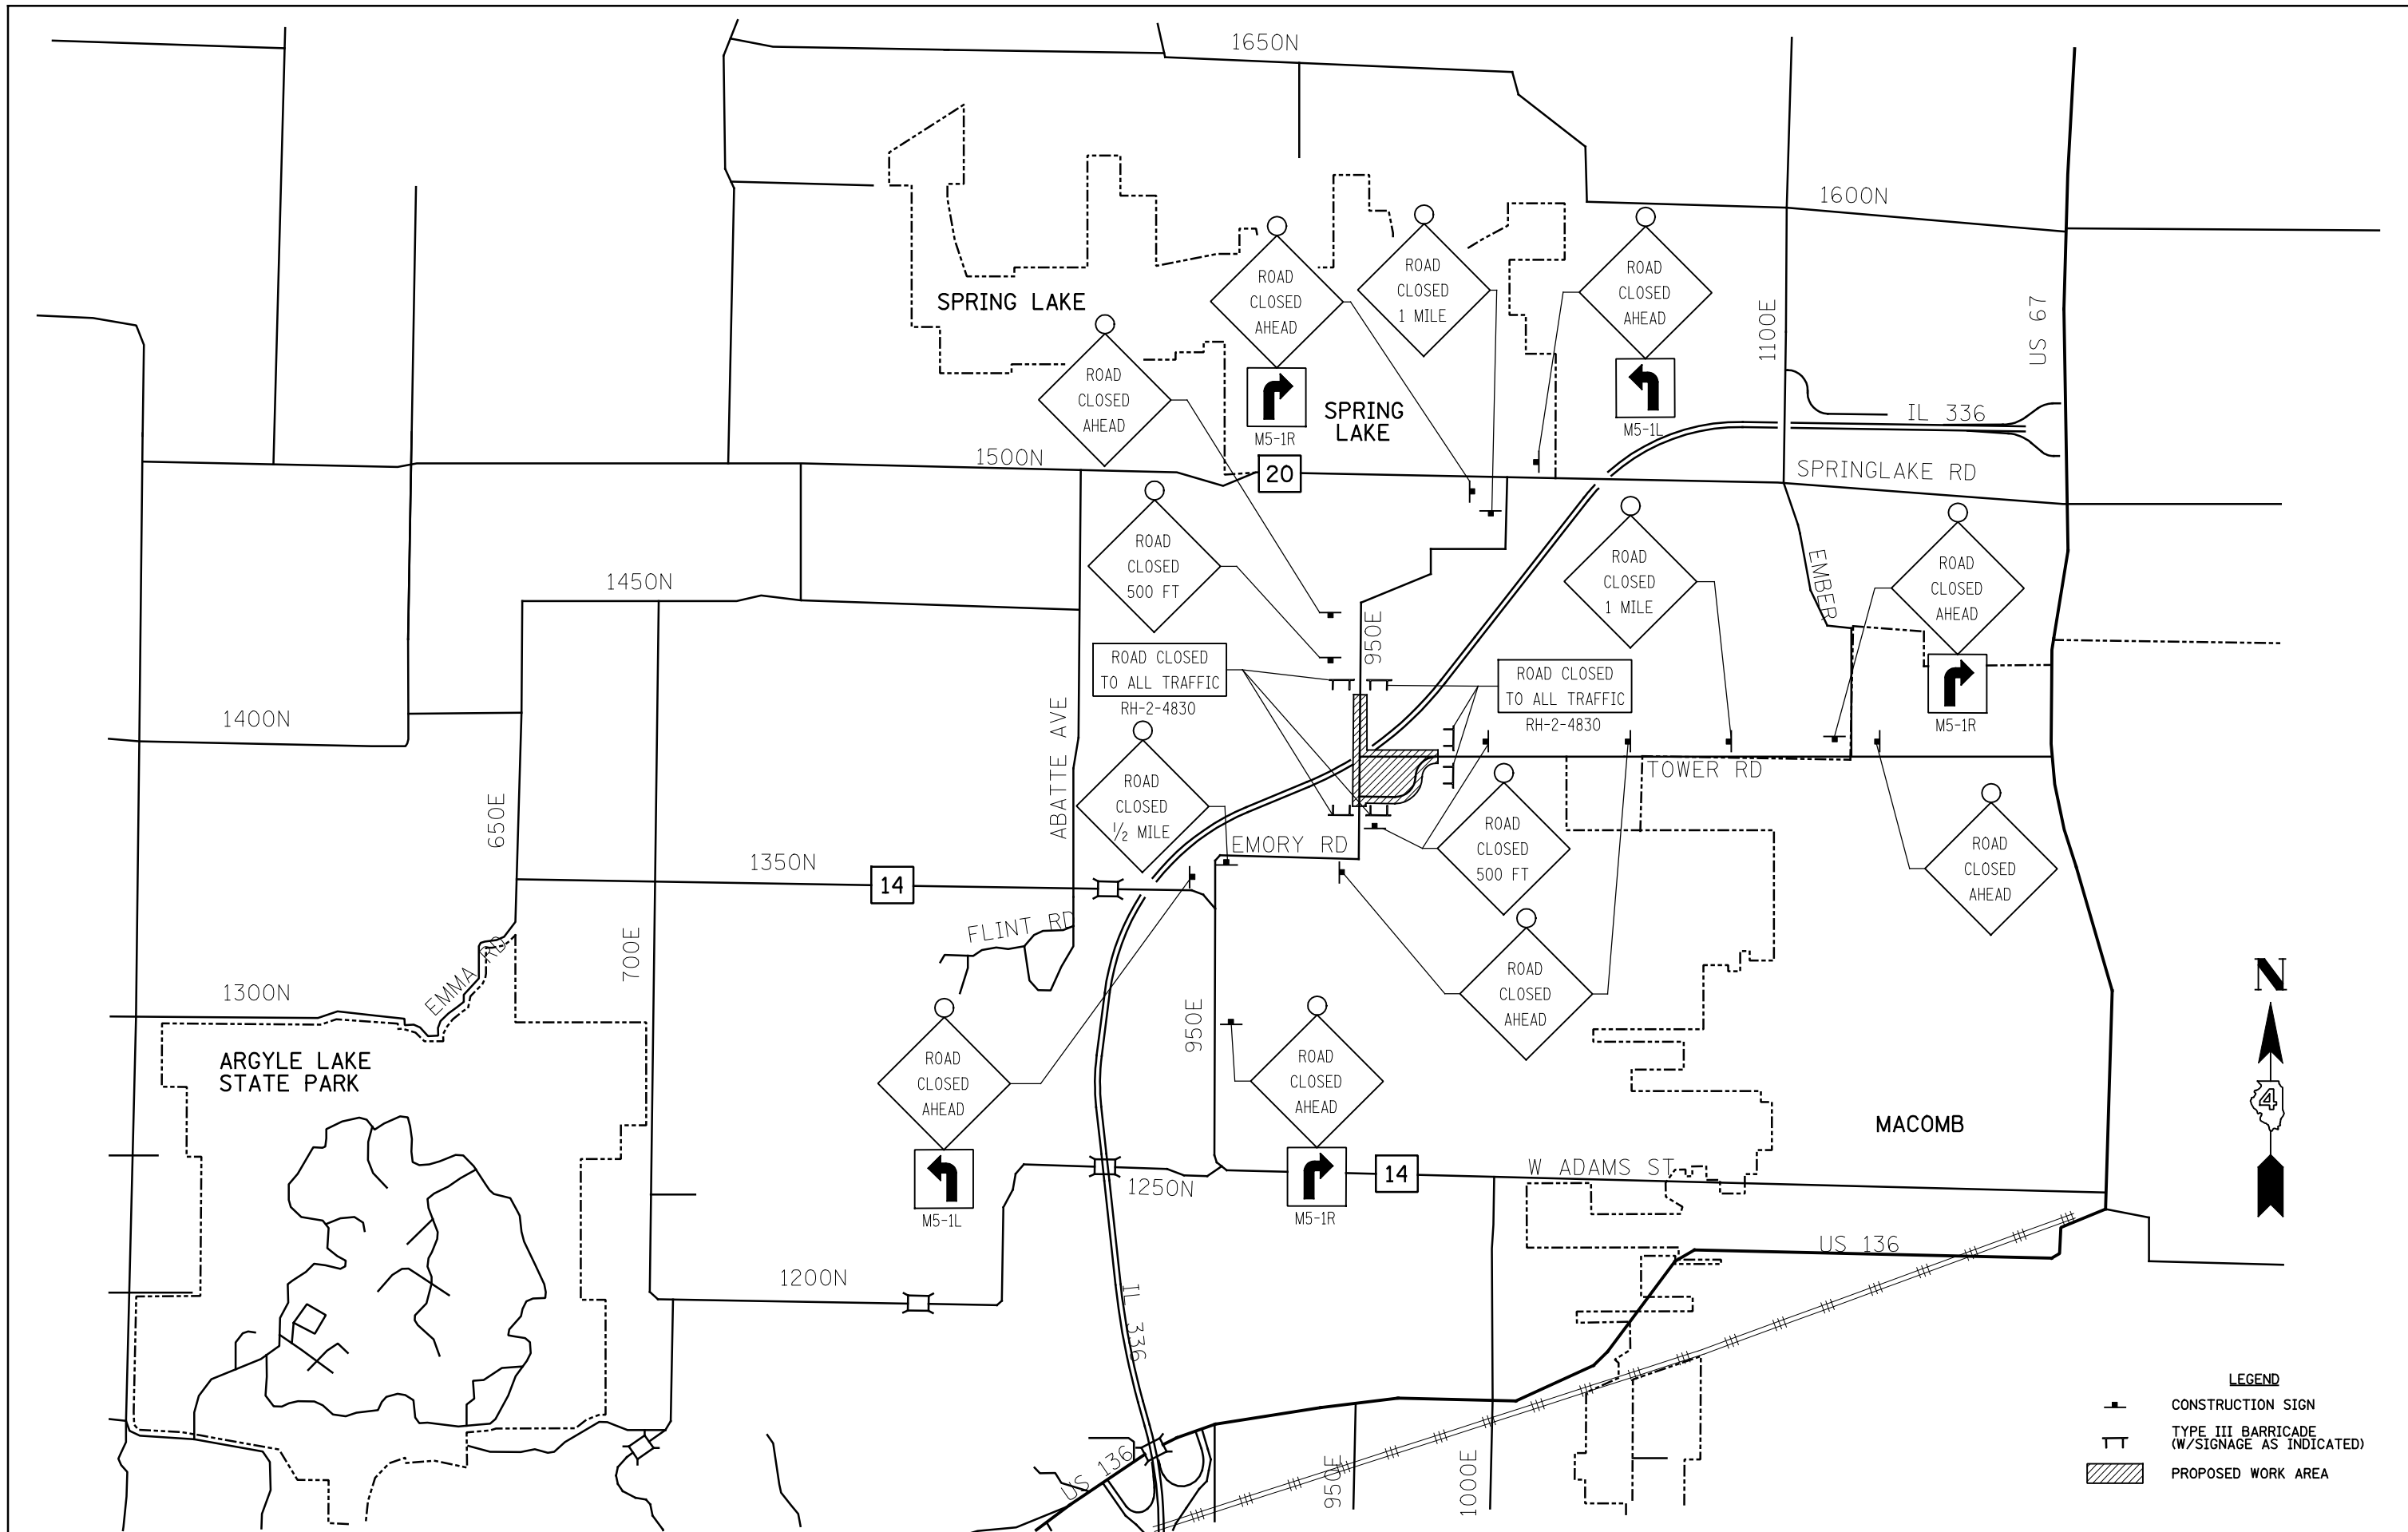 1650N
1600N
ROAD
CLOSED
AHEAD
M5-1R
ROAD
CLOSED
1 MILE
ROAD
CLOSED
AHEAD
M5-1L
SPRING LAKE
1100E
US 67
ROAD
CLOSED
AHEAD
SPRING
LAKE
IL 336
1500N
20
SPRINGLAKE RD
ROAD
CLOSED
500 FT
ROAD
CLOSED
1 MILE
EMBER
ROAD
CLOSED
AHEAD
M5-1R
1450N
950E
ROAD CLOSED
TO ALL TRAFFIC
RH-2-4830
ROAD CLOSED
TO ALL TRAFFIC
RH-2-4830
1400N
ABATTE AVE
ROAD
CLOSED
½ MILE
TOWER RD
650E
EMORY RD
ROAD
CLOSED
500 FT
ROAD
CLOSED
AHEAD
1350N
14
FLINT RD
700E
EMMA RD
1300N
ROAD
CLOSED
AHEAD
950E
ROAD
CLOSED
AHEAD
M5-1L
ROAD
CLOSED
AHEAD
M5-1R
N
4
ARGYLE LAKE
STATE PARK
MACOMB
14
W ADAMS ST
1250N
US 136
1200N
IL 336
US 136
950E
1000E
LEGEND
CONSTRUCTION SIGN
TYPE III BARRICADE
(W/SIGNAGE AS INDICATED)
PROPOSED WORK AREA